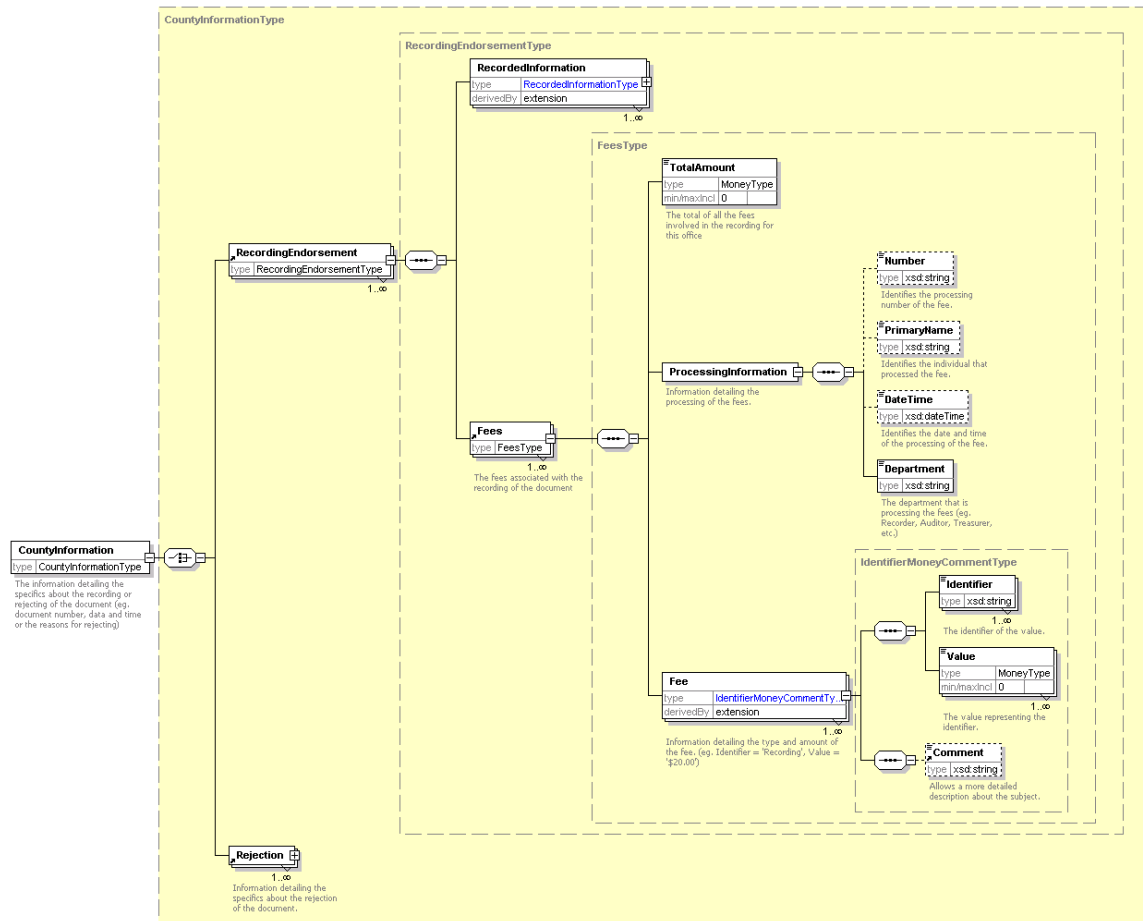 CountyInformationType
RecordingEndorsementType
RecordedInformation
type RecordedInformationType
derivedBy extension
1..∞
FeesType
TotalAmount
type MoneyType
min/maxIncl 0
The total of all the fees
involved in the recording for
this office
RecordingEndorsement
type RecordingEndorsementType
1..∞
Number
type xsd:string
Identifies the processing
number of the fee.
PrimaryName
type xsd:string
Identifies the individual that
processed the fee.
ProcessingInformation
Information detailing the
processing of the fees.
DateTime
type xsd:dateTime
Identifies the date and time
of the processing of the fee.
Fees
type FeesType
1..∞
The fees associated with the
recording of the document
Department
type xsd:string
The department that is
processing the fees (eg.
Recorder, Auditor, Treasurer,
etc.)
CountyInformation
type CountyInformationType
The information detailing the
specifics about the recording or
rejecting of the document (eg.
document number, data and time
or the reasons for rejecting)
IdentifierMoneyCommentType
Identifier
type xsd:string
1..∞
The identifier of the value.
Value
type MoneyType
min/maxIncl 0
1..∞
The value representing the
identifier.
Fee
type IdentifierMoneyCommentTy...
derivedBy extension
1..∞
Information detailing the type and amount of
the fee. (eg. Identifier = 'Recording', Value =
'$20.00')
Comment
type xsd:string
Allows a more detailed
description about the subject.
Rejection
1..∞
Information detailing the
specifics about the rejection
of the document.